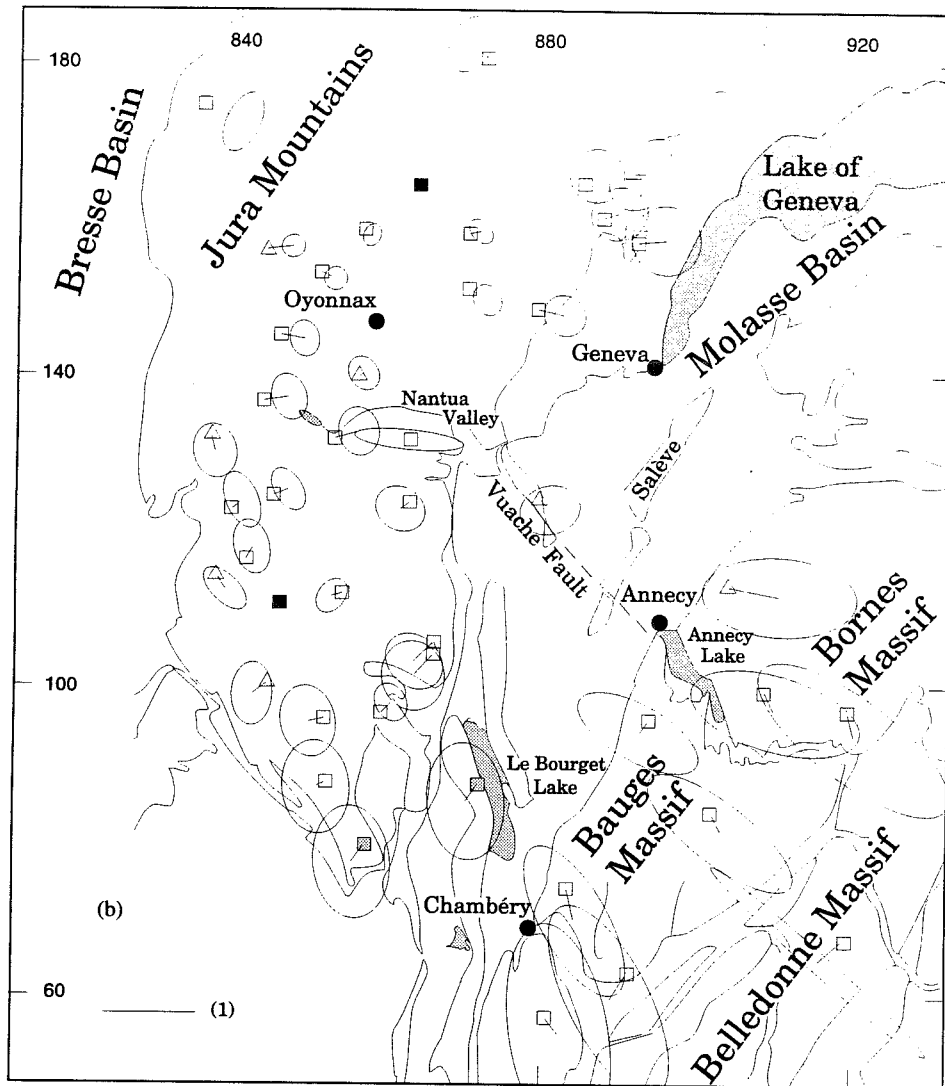 840
880
920
180
140
100
60
Bresse Basin
Jura Mountains
Lake of
Geneva
Molasse Basin
Oyonnax
Geneva
Nantua
Valley
Salève
Vuache Fault
Annecy
Annecy
Lake
Bornes
Massif
Le Bourget
Lake
Bauges
Massif
Chambéry
Belledonne Massif
(b)
(1)